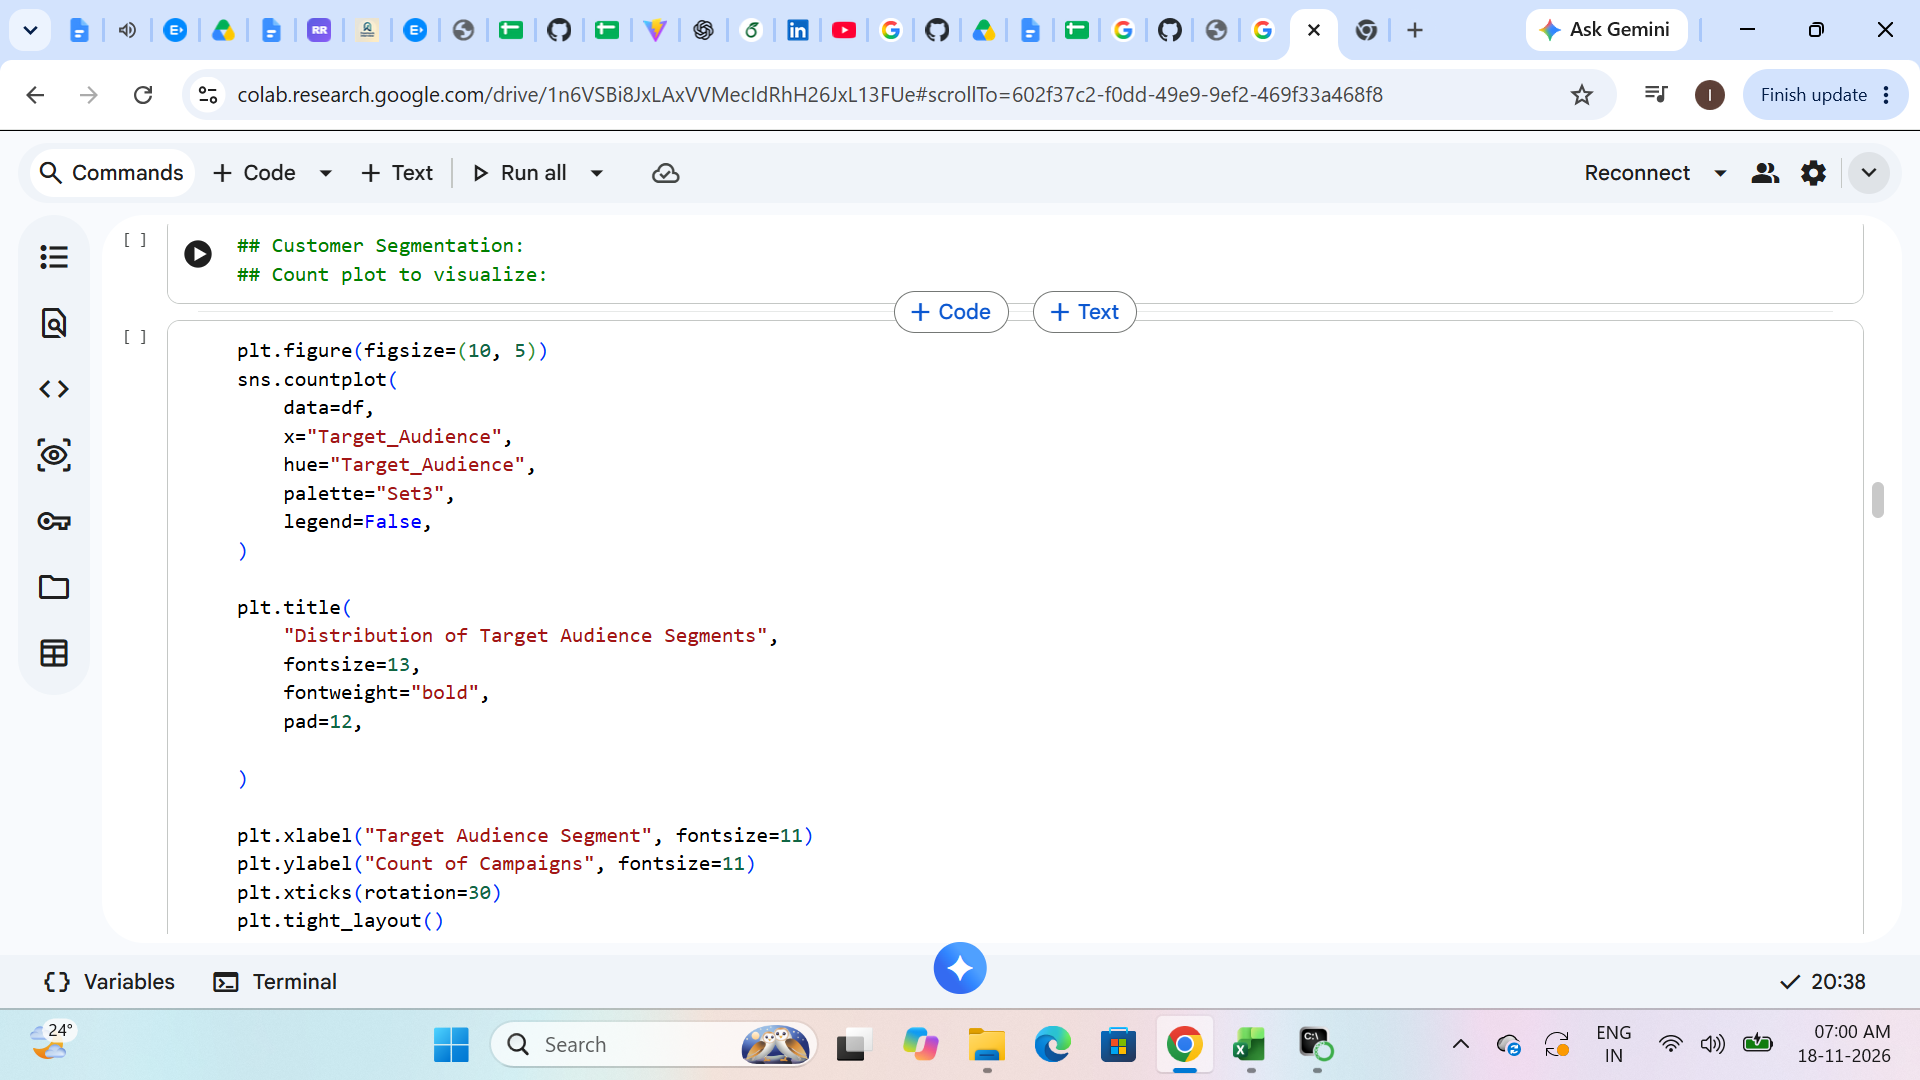 RR
Ask Gemini
colab.research.google.com/drive/1n6VSBi8JxLAxVVMecIdRhH26JxL13FUe#scrollTo=602f37c2-f0dd-49e9-9ef2-469f33a468f8
I
Finish update
Commands
+ Code
+ Text
Run all
Reconnect
[ ]
## Customer Segmentation:
## Count plot to visualize:
+ Code
+ Text
[ ]
plt.figure(figsize=(10, 5))
sns.countplot(
    data=df,
    x="Target_Audience",
    hue="Target_Audience",
    palette="Set3",
    legend=False,
)
plt.title(
    "Distribution of Target Audience Segments",
    fontsize=13,
    fontweight="bold",
    pad=12,
)
plt.xlabel("Target Audience Segment", fontsize=11)
plt.ylabel("Count of Campaigns", fontsize=11)
plt.xticks(rotation=30)
plt.tight_layout()
{} Variables
Terminal
20:38
24°
Search
C:\
ENG
IN
07:00 AM
18-11-2026